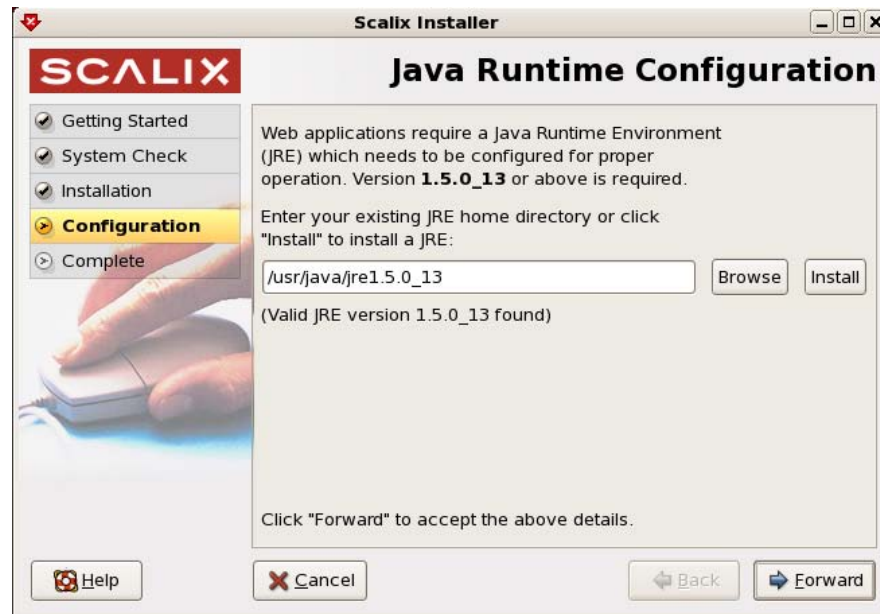 Scalix Installer
SCALIX
Java Runtime Configuration
Getting Started
System Check
Installation
Configuration
Complete
Web applications require a Java Runtime Environment
(JRE) which needs to be configured for proper
operation. Version 1.5.0_13 or above is required.
Enter your existing JRE home directory or click
"Install" to install a JRE:
/usr/java/jre1.5.0_13
Browse
Install
(Valid JRE version 1.5.0_13 found)
Click "Forward" to accept the above details.
Help
Cancel
Back
Forward